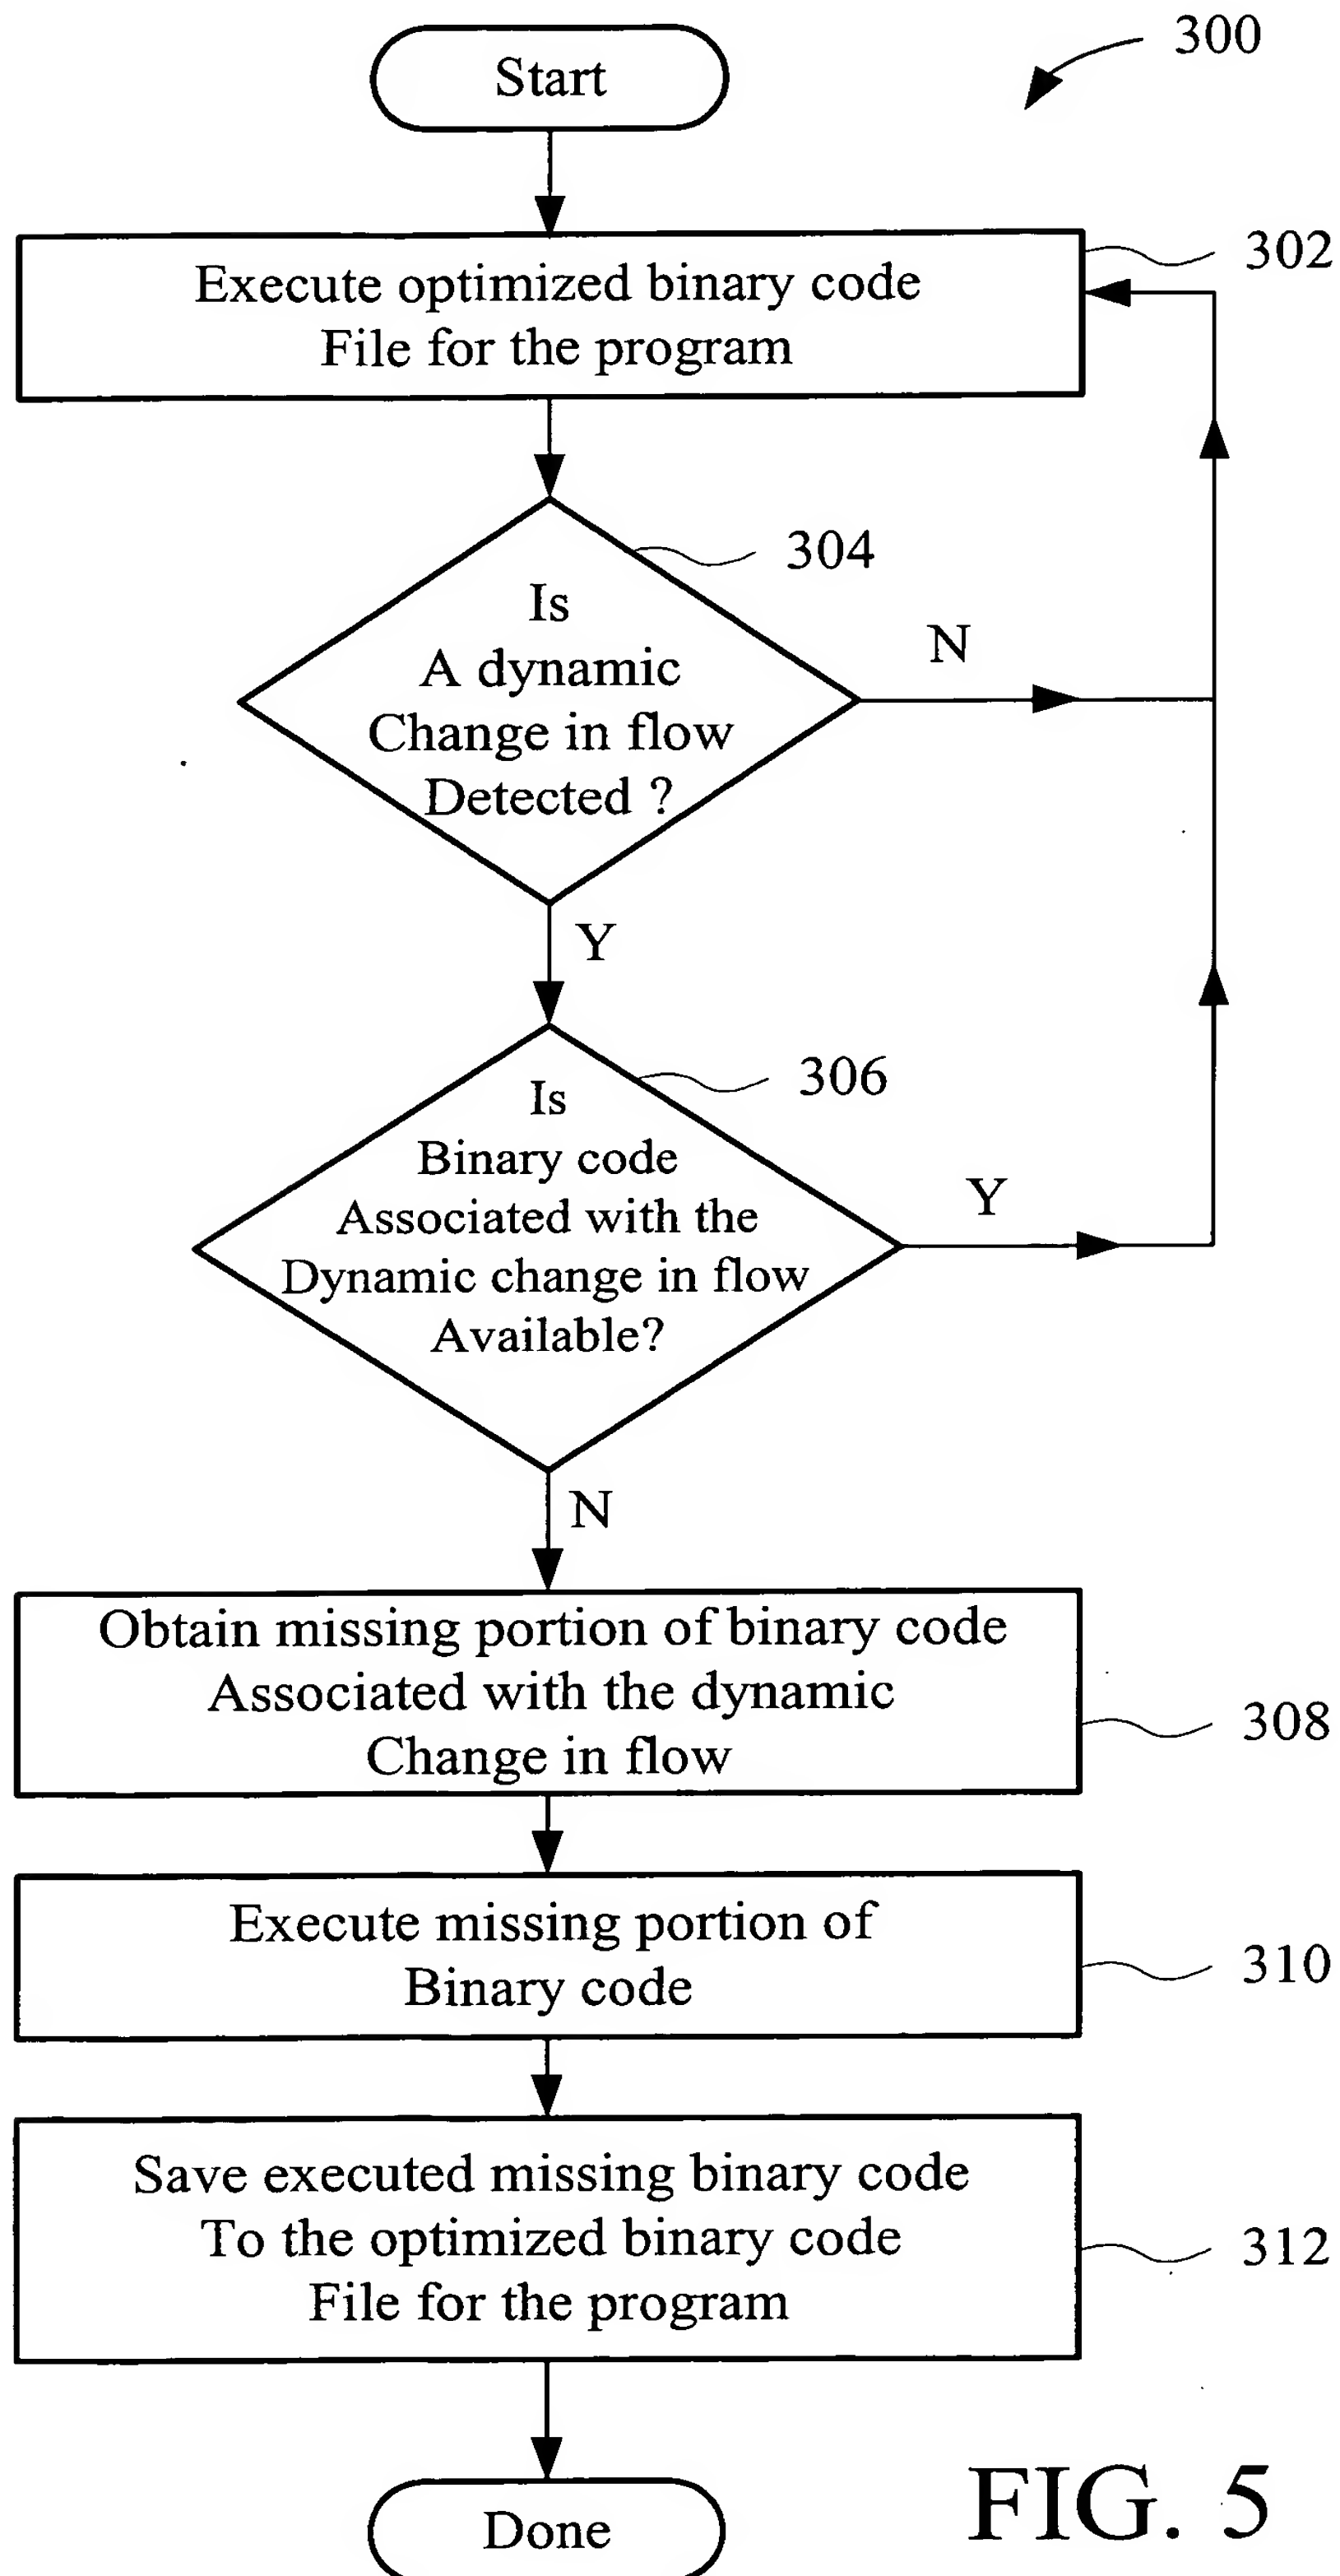 Start
300
Execute optimized binary code
File for the program
302
Is
A dynamic
Change in flow
Detected ?
304
N
Y
Is
Binary code
Associated with the
Dynamic change in flow
Available?
306
Y
N
Obtain missing portion of binary code
Associated with the dynamic
Change in flow
308
Execute missing portion of
Binary code
310
Save executed missing binary code
To the optimized binary code
File for the program
312
Done
FIG. 5